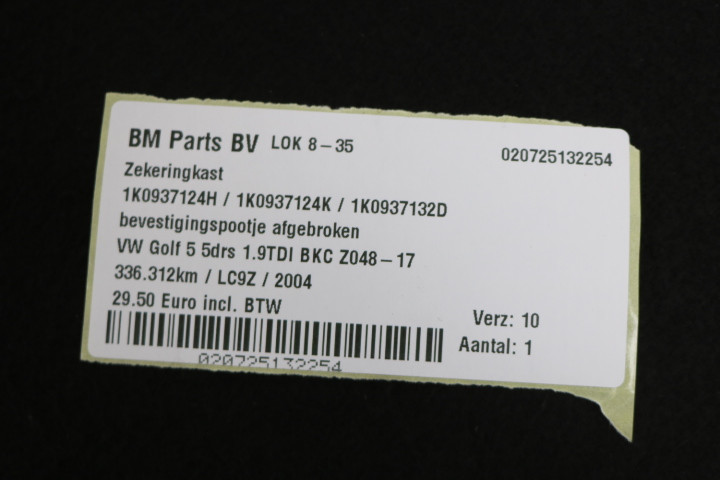 BM Parts BV LOK 8-35
020725132254
Zekeringkast
1K0937124H / 1K0937124K / 1K0937132D
bevestigingspootje afgebroken
VW Golf 5 5drs 1.9TDI BKC Z048-17
336.312km / LC9Z / 2004
29.50 Euro incl. BTW
Verz: 10
Aantal: 1
020725132254